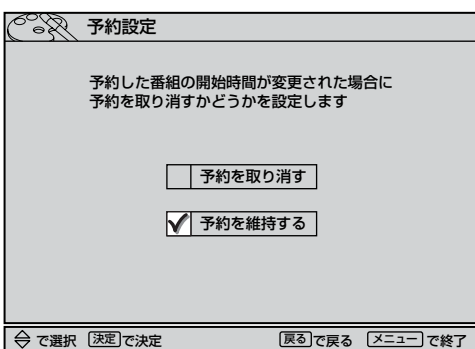 予約設定
予約した番組の開始時間が変更された場合に
予約を取り消すかどうかを設定します
予約を取り消す
予約を維持する
で選択 決定で決定 戻るで戻る メニューで終了